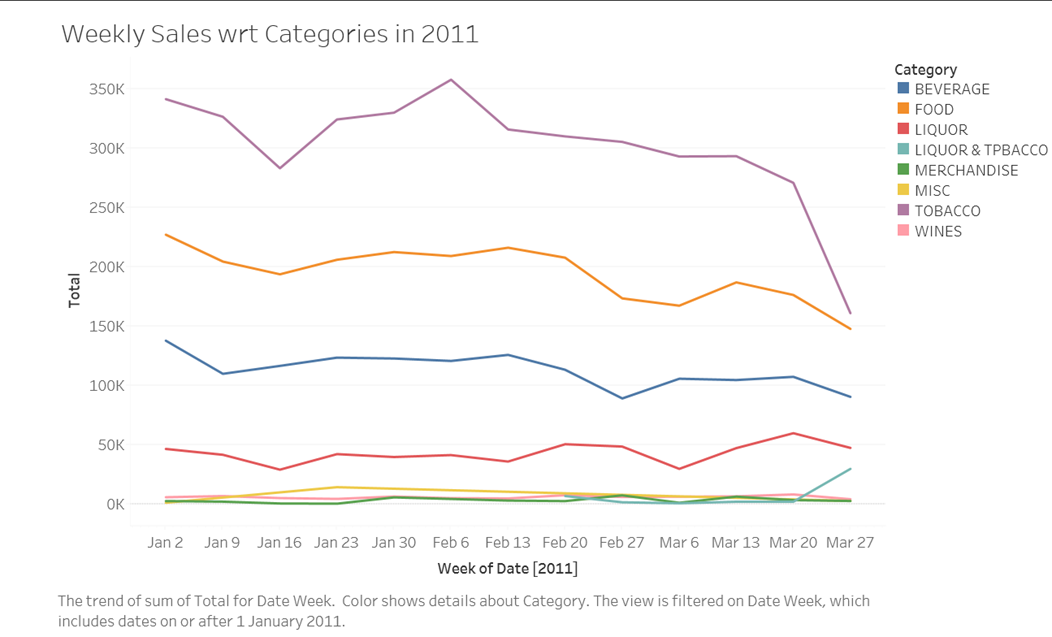 Weekly Sales wrt Categories in 2011
Category
BEVERAGE
FOOD
LIQUOR
LIQUOR & TPBACCO
MERCHANDISE
MISC
TOBACCO
WINES
Total
350K
300K
250K
200K
150K
100K
50K
0K
Jan 2 Jan 9 Jan 16 Jan 23 Jan 30 Feb 6 Feb 13 Feb 20 Feb 27 Mar 6 Mar 13 Mar 20 Mar 27
Week of Date [2011]
The trend of sum of Total for Date Week. Color shows details about Category. The view is filtered on Date Week, which
includes dates on or after 1 January 2011.